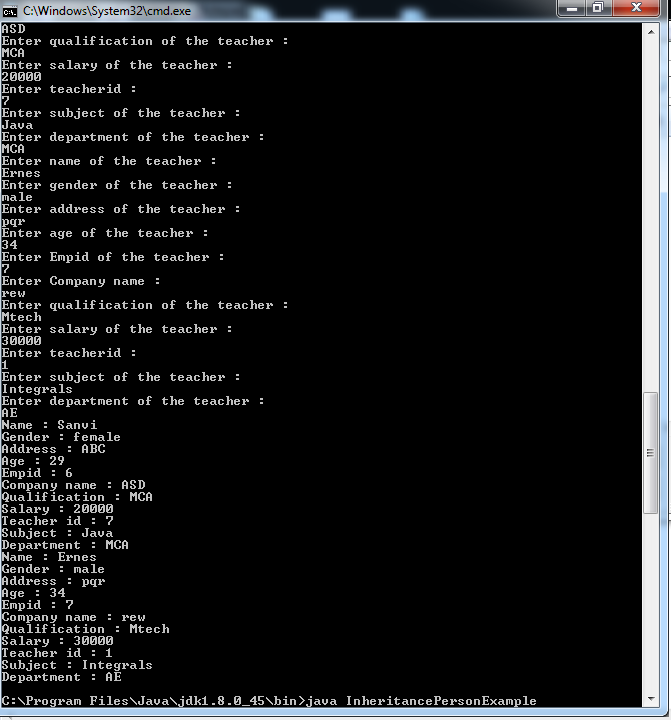 C:\Windows\System32\cmd.exe
ASD
Enter qualification of the teacher :
MCA
Enter salary of the teacher :
20000
Enter teacherid :
7
Enter subject of the teacher :
Java
Enter department of the teacher :
MCA
Enter name of the teacher :
Ernes
Enter gender of the teacher :
male
Enter address of the teacher :
pqr
Enter age of the teacher :
34
Enter Empid of the teacher :
7
Enter Company name :
rew
Enter qualification of the teacher :
Mtech
Enter salary of the teacher :
30000
Enter teacherid :
1
Enter subject of the teacher :
Integrals
Enter department of the teacher :
AE
Name : Sanvi
Gender : female
Address : ABC
Age : 29
Empid : 6
Company name : ASD
Qualification : MCA
Salary : 20000
Teacher id : 7
Subject : Java
Department : MCA
Name : Ernes
Gender : male
Address : pqr
Age : 34
Empid : 7
Company name : rew
Qualification : Mtech
Salary : 30000
Teacher id : 1
Subject : Integrals
Department : AE
C:\Program Files\Java\jdk1.8.0_45\bin>java InheritancePersonExample